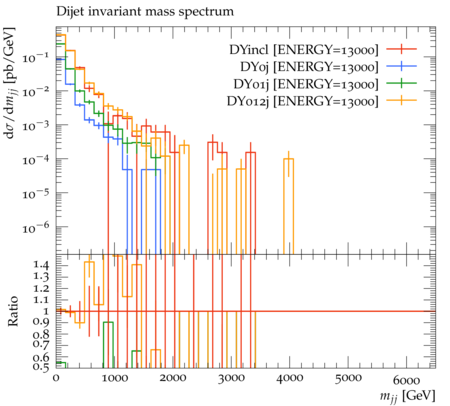 Dijet invariant mass spectrum
dσ/dm_jj [pb/GeV]
10⁻¹
10⁻²
10⁻³
10⁻⁴
10⁻⁵
10⁻⁶
DYincl [ENERGY=13000]
DY0j [ENERGY=13000]
DY01j [ENERGY=13000]
DY012j [ENERGY=13000]
Ratio
1.4
1.3
1.2
1.1
1
0.9
0.8
0.7
0.6
0.5
0 1000 2000 3000 4000 5000 6000
m_jj [GeV]